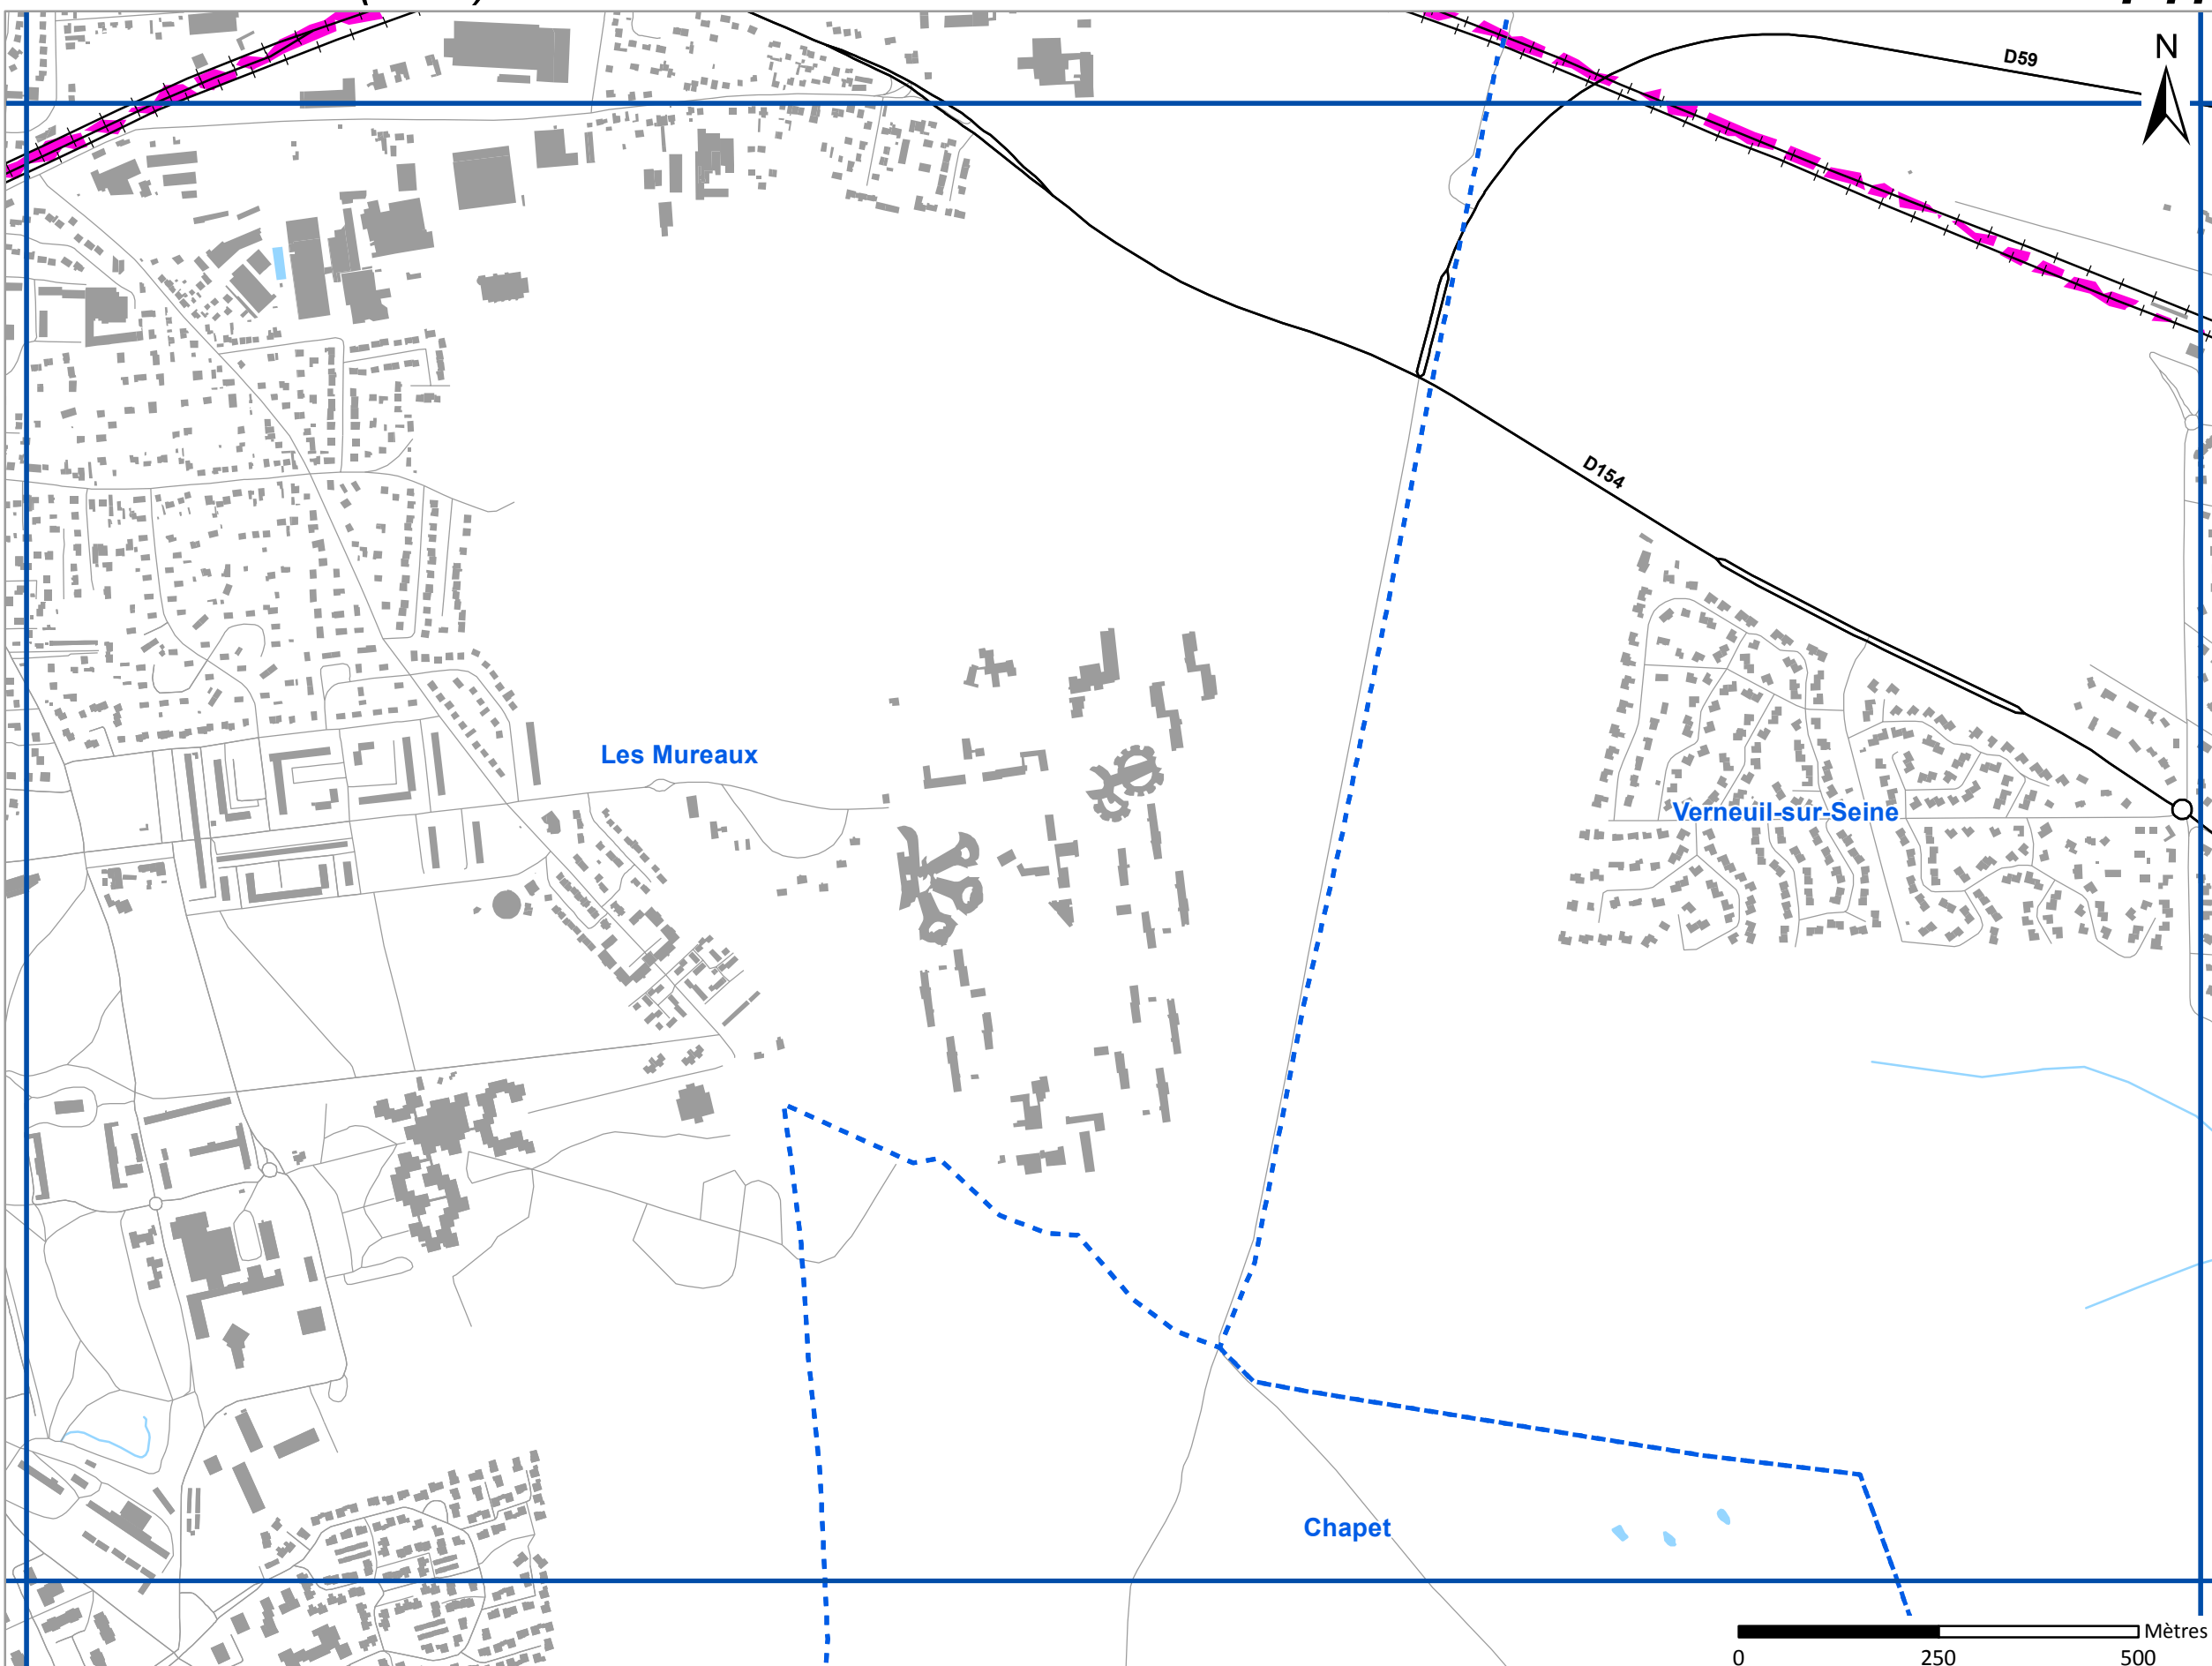 D59
N
D154
Les Mureaux
Verneuil-sur-Seine
Chapet
Mètres
0 250 500